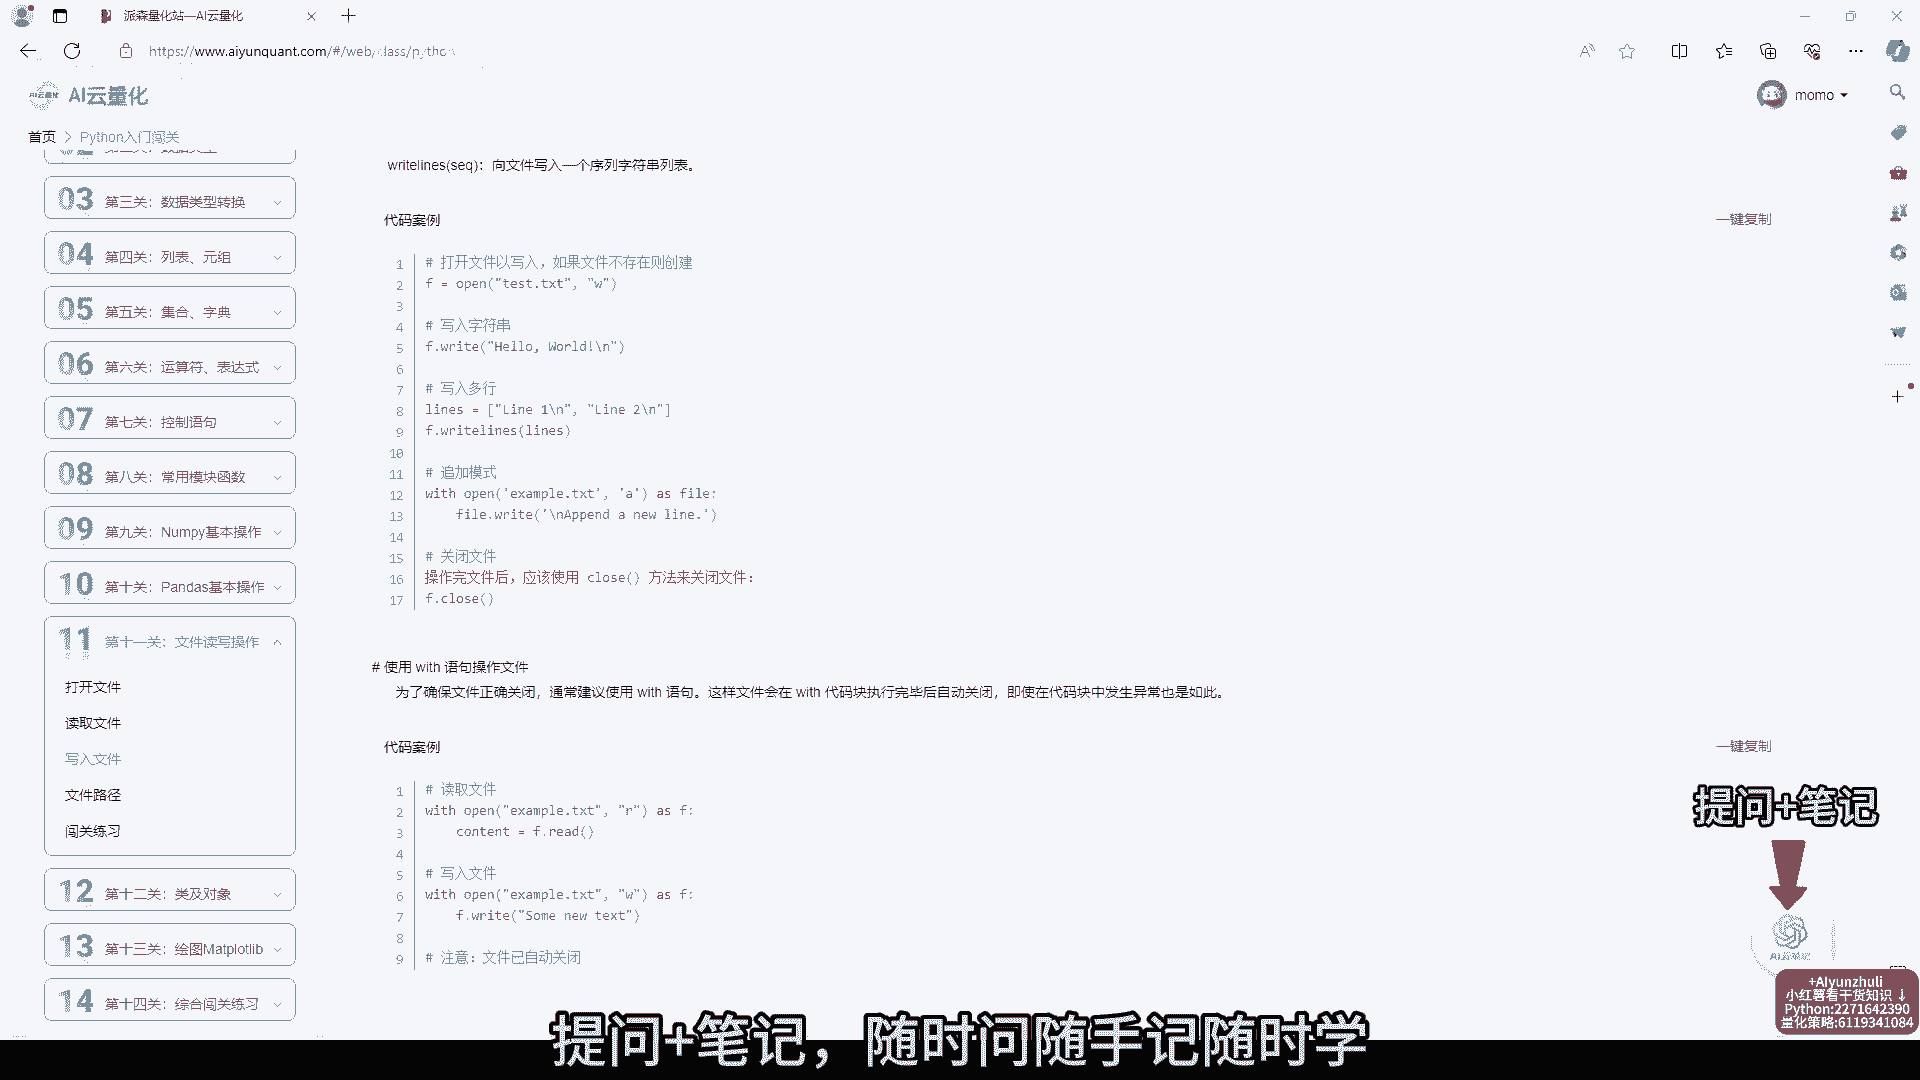 派森量化站—AI云量化
https://www.aiyunquant.com/#/web/class/python
AI云量化
momo
首页 > Python入门闯关
03 第三关：数据类型转换
04 第四关：列表、元组
05 第五关：集合、字典
06 第六关：运算符、表达式
07 第七关：控制语句
08 第八关：常用模块函数
09 第九关：Numpy基本操作
10 第十关：Pandas基本操作
11 第十一关：文件读写操作
打开文件
读取文件
写入文件
文件路径
闯关练习
12 第十二关：类及对象
13 第十三关：绘图Matplotlib
14 第十四关：综合闯关练习
writelines(seq)：向文件写入一个序列字符串列表。
代码案例
一键复制
1 # 打开文件以写入，如果文件不存在则创建
2 f = open("test.txt", "w")
3
4 # 写入字符串
5 f.write("Hello, World!\n")
6
7 # 写入多行
8 lines = ["Line 1\n", "Line 2\n"]
9 f.writelines(lines)
10
11 # 追加模式
12 with open('example.txt', 'a') as file:
13     file.write('\nAppend a new line.')
14
15 # 关闭文件
16 操作完文件后，应该使用 close() 方法来关闭文件：
17 f.close()
# 使用 with 语句操作文件
为了确保文件正确关闭，通常建议使用 with 语句。这样文件会在 with 代码块执行完毕后自动关闭，即使在代码块中发生异常也是如此。
代码案例
一键复制
1 # 读取文件
2 with open("example.txt", "r") as f:
3     content = f.read()
4
5 # 写入文件
6 with open("example.txt", "w") as f:
7     f.write("Some new text")
8
9 # 注意：文件已自动关闭
提问+笔记
+AIyunzhuli
小红薯看干货知识 ↓
Python:2271642390
量化策略:6119341084
提问+笔记，随时问随手记随时学